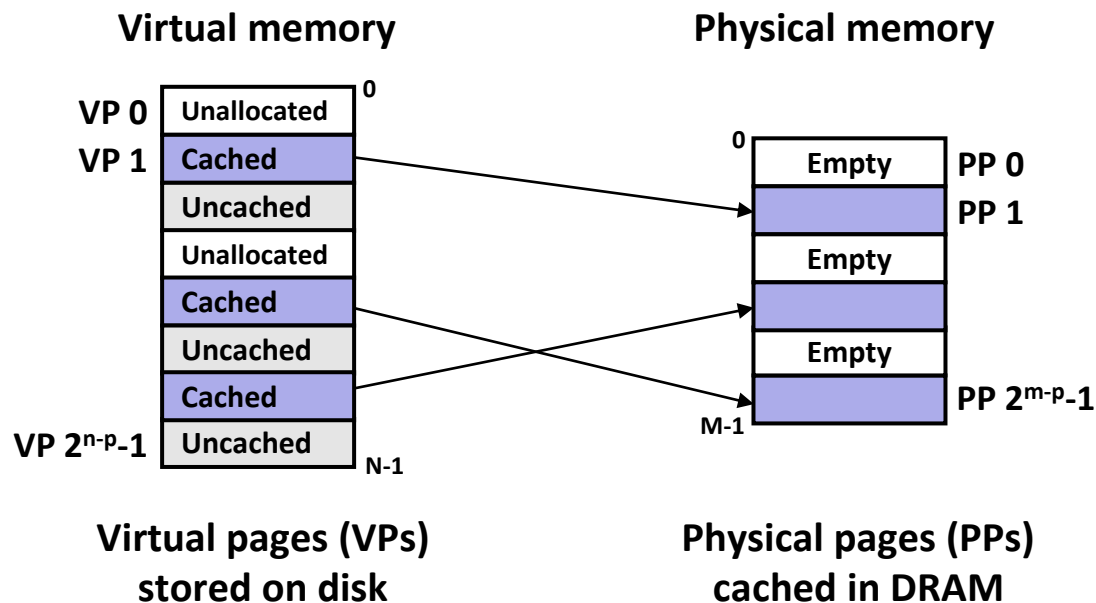 Virtual memory
Physical memory
0
VP 0
Unallocated
VP 1
Cached
Uncached
Unallocated
Cached
Uncached
Cached
VP 2^{n-p}-1
Uncached
N-1
0
Empty
PP 0
PP 1
Empty
Empty
PP 2^{m-p}-1
M-1
Virtual pages (VPs)
stored on disk
Physical pages (PPs)
cached in DRAM